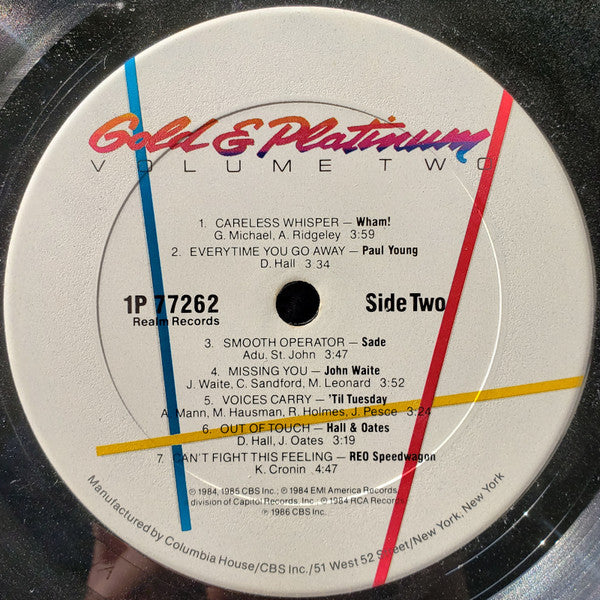 Gold & Platinum
VOLUME TWO
1. CARELESS WHISPER — Wham!
G. Michael, A. Ridgeley 3:59
2. EVERYTIME YOU GO AWAY — Paul Young
D. Hall 3:34
1P 77262
Realm Records
Side Two
3. SMOOTH OPERATOR — Sade
Adu, St. John 3:47
4. MISSING YOU — John Waite
J. Waite, C. Sandford, M. Leonard 3:52
5. VOICES CARRY — 'Til Tuesday
A. Mann, M. Hausman, R. Holmes, J. Pesce 3:24
6. OUT OF TOUCH — Hall & Oates
D. Hall, J. Oates 3:19
7. CAN'T FIGHT THIS FEELING — REO Speedwagon
K. Cronin 4:47
℗ 1984, 1985 CBS Inc.; ℗ 1984 EMI America Records,
a division of Capitol Records, Inc.; ℗ 1984 RCA Records;
℗ 1986 CBS Inc.
Manufactured by Columbia House/CBS Inc./51 West 52 Street/New York, New York